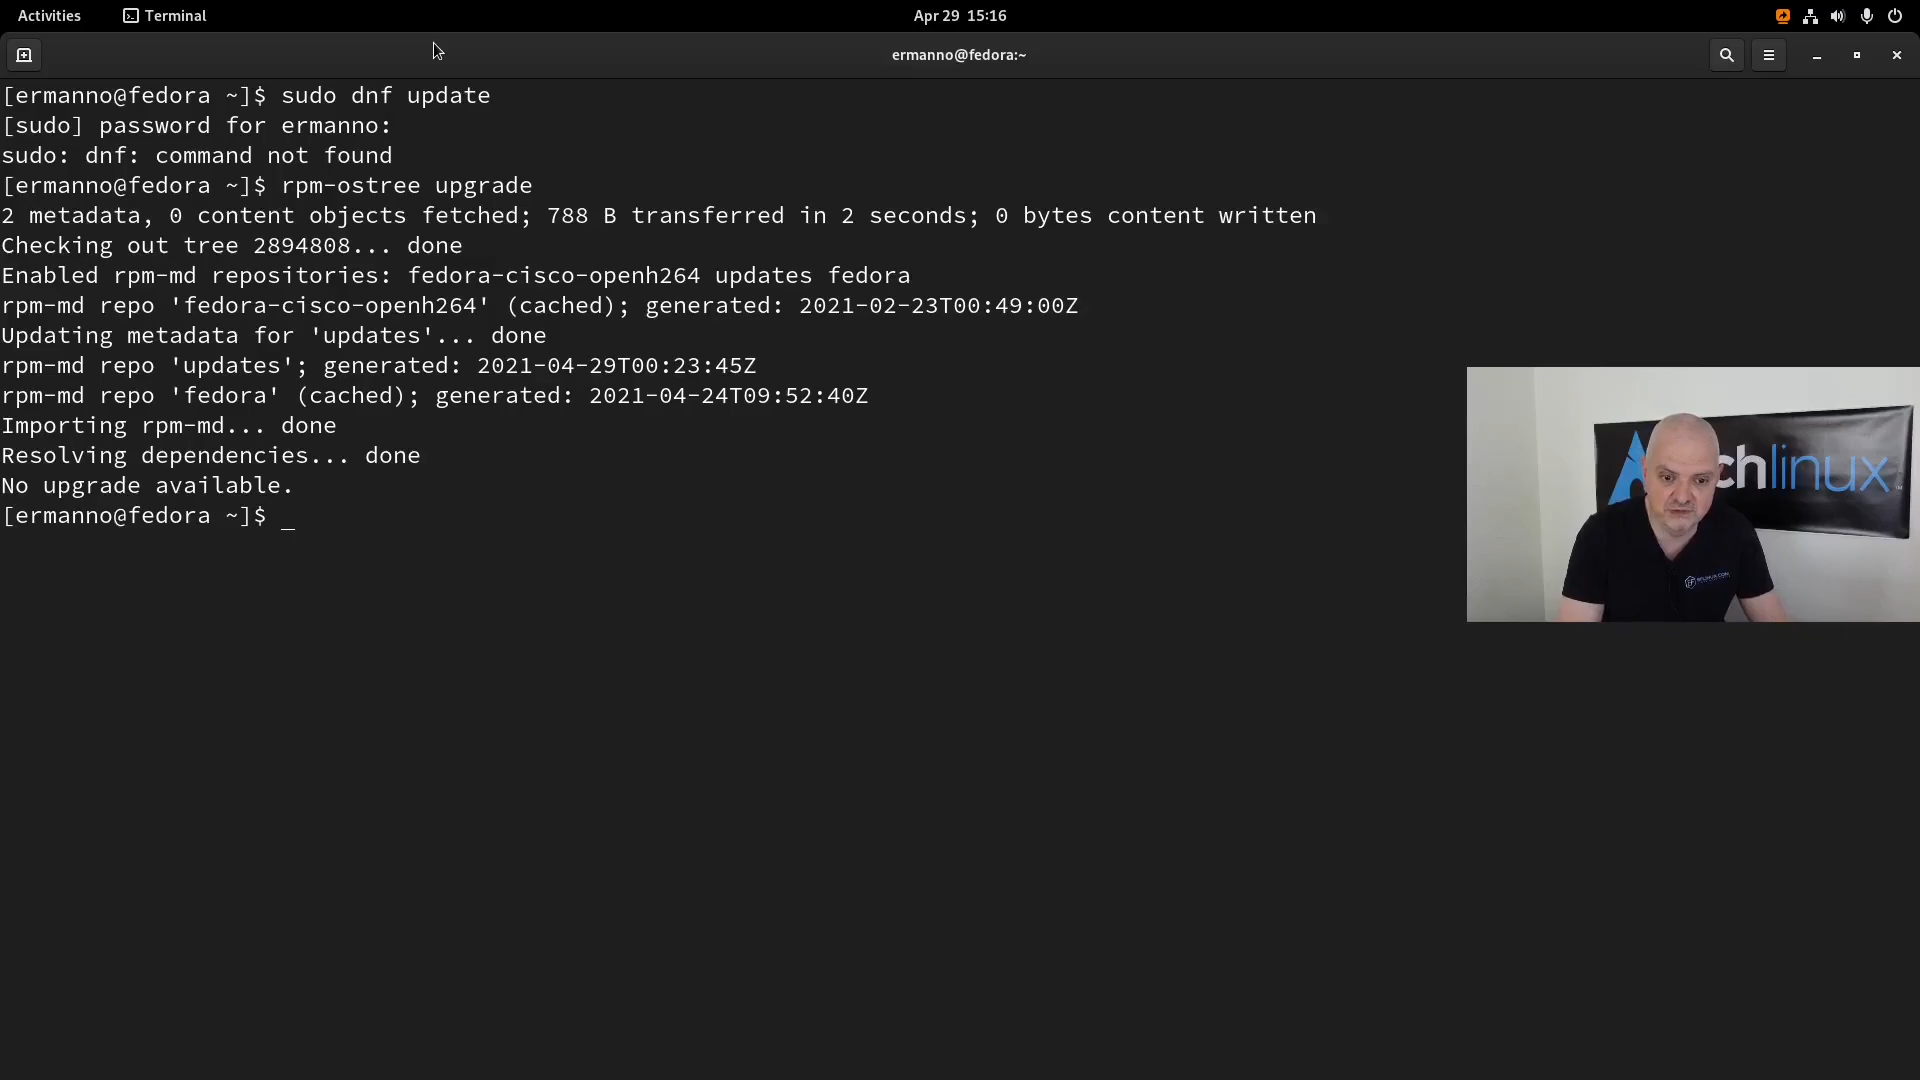 Activities
Terminal
Apr 29 15:16
ermanno@fedora:~
[ermanno@fedora ~]$ sudo dnf update
[sudo] password for ermanno:
sudo: dnf: command not found
[ermanno@fedora ~]$ rpm-ostree upgrade
2 metadata, 0 content objects fetched; 788 B transferred in 2 seconds; 0 bytes content written
Checking out tree 2894808... done
Enabled rpm-md repositories: fedora-cisco-openh264 updates fedora
rpm-md repo 'fedora-cisco-openh264' (cached); generated: 2021-02-23T00:49:00Z
Updating metadata for 'updates'... done
rpm-md repo 'updates'; generated: 2021-04-29T00:23:45Z
rpm-md repo 'fedora' (cached); generated: 2021-04-24T09:52:40Z
Importing rpm-md... done
Resolving dependencies... done
No upgrade available.
[ermanno@fedora ~]$ _
chlinux